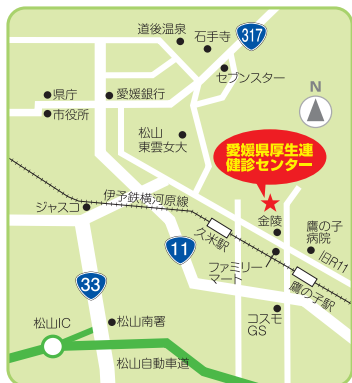 道後温泉
石手寺
317
セブンスター
N
県庁
愛媛銀行
市役所
松山
東雲女大
愛媛県厚生連
健診センター
伊予鉄横河原線
ジャスコ
金陵
鷹の子
病院
久米駅
旧R11
11
ファミリー
マート
鷹の子駅
33
コスモ
GS
松山IC
松山南署
松山自動車道